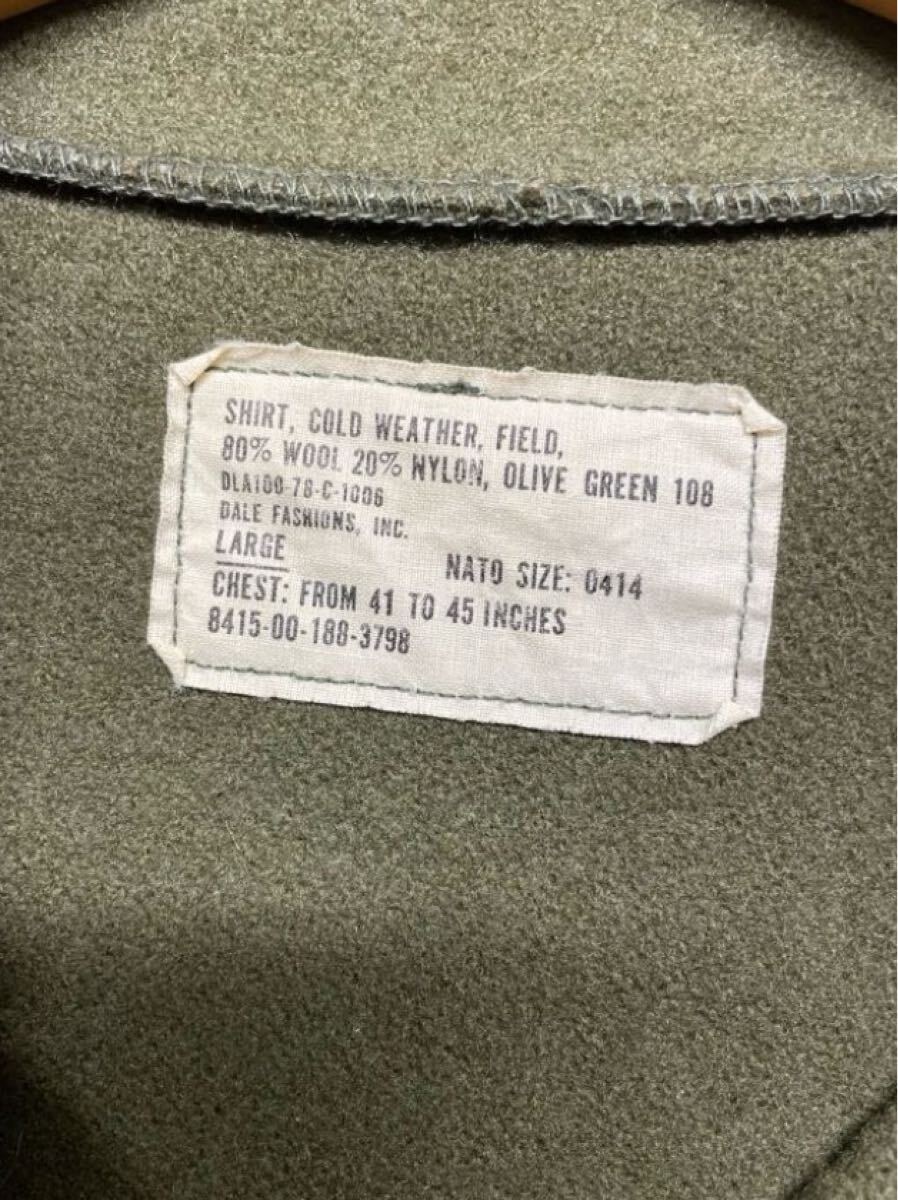 SHIRT, COLD WEATHER, FIELD,
80% WOOL 20% NYLON, OLIVE GREEN 108
DLA100-78-C-1006
DALE FASHIONS, INC.
LARGE
NATO SIZE: 0414
CHEST: FROM 41 TO 45 INCHES
8415-00-188-3798